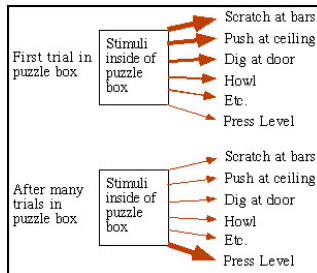 First trial in
puzzle box
Stimuli
inside of
puzzle
box
Scratch at bars
Push at ceiling
Dig at door
Howl
Etc.
Press Level
After many
trials in
puzzle box
Stimuli
inside of
puzzle
box
Scratch at bars
Push at ceiling
Dig at door
Howl
Etc.
Press Level